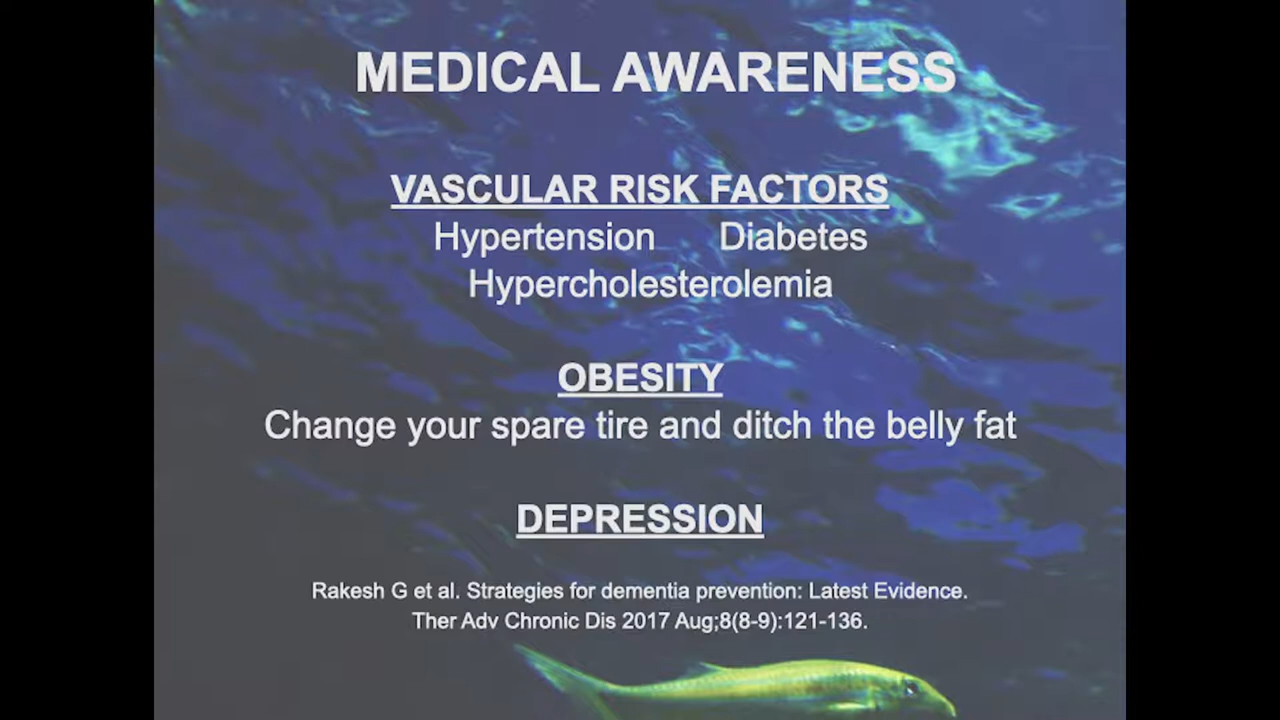 MEDICAL AWARENESS
VASCULAR RISK FACTORS
Hypertension Diabetes
Hypercholesterolemia
OBESITY
Change your spare tire and ditch the belly fat
DEPRESSION
Rakesh G et al. Strategies for dementia prevention: Latest Evidence.
Ther Adv Chronic Dis 2017 Aug;8(8-9):121-136.